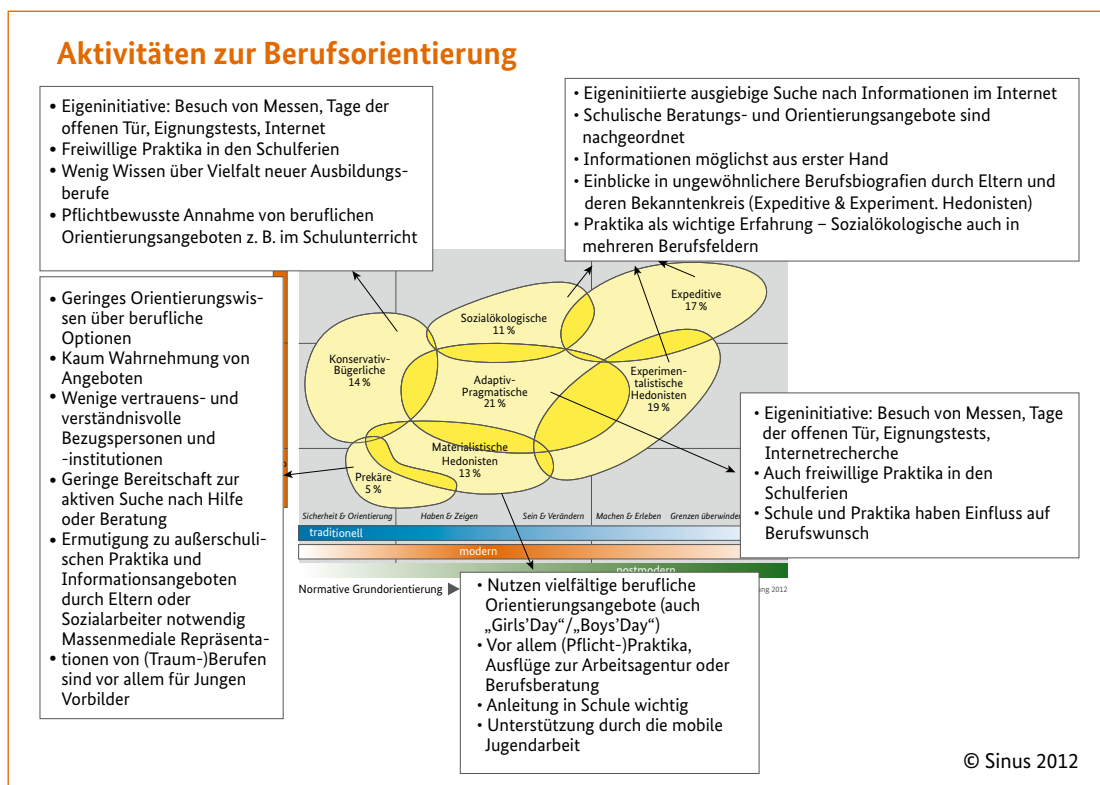 Aktivitäten zur Berufsorientierung
• Eigeninitiative: Besuch von Messen, Tage der
offenen Tür, Eignungstests, Internet
• Freiwillige Praktika in den Schulferien
• Wenig Wissen über Vielfalt neuer Ausbildungs-
berufe
• Pflichtbewusste Annahme von beruflichen
Orientierungsangeboten z. B. im Schulunterricht
• Eigeninitiierte ausgiebige Suche nach Informationen im Internet
• Schulische Beratungs- und Orientierungsangebote sind
nachgeordnet
• Informationen möglichst aus erster Hand
• Einblicke in ungewöhnlichere Berufsbiografien durch Eltern und
deren Bekanntenkreis (Expeditive & Experiment. Hedonisten)
• Praktika als wichtige Erfahrung – Sozialökologische auch in
mehreren Berufsfeldern
• Geringes Orientierungswis-
sen über berufliche
Optionen
• Kaum Wahrnehmung von
Angeboten
• Wenige vertrauens- und
verständnisvolle
Bezugspersonen und
-institutionen
• Geringe Bereitschaft zur
aktiven Suche nach Hilfe
oder Beratung
• Ermutigung zu außerschuli-
schen Praktika und
Informationsangeboten
durch Eltern oder
Sozialarbeiter notwendig
Massenmediale Repräsenta-
• tionen von (Traum-)Berufen
sind vor allem für Jungen
Vorbilder
Expeditive
17 %
Sozialökologische
11 %
Konservativ-
Bügerliche
14 %
Adaptiv-
Pragmatische
21 %
Experimen-
talistische
Hedonisten
19 %
Materialistische
Hedonisten
13 %
Prekäre
5 %
• Eigeninitiative: Besuch von Messen, Tage
der offenen Tür, Eignungstests,
Internetrecherche
• Auch freiwillige Praktika in den
Schulferien
• Schule und Praktika haben Einfluss auf
Berufswunsch
Sicherheit & Orientierung
Haben & Zeigen
Sein & Verändern
Machen & Erleben
Grenzen überwinden
traditionell
modern
postmodern
Normative Grundorientierung
2012
• Nutzen vielfältige berufliche
Orientierungsangebote (auch
„Girls'Day“/„Boys'Day“)
• Vor allem (Pflicht-)Praktika,
Ausflüge zur Arbeitsagentur oder
Berufsberatung
• Anleitung in Schule wichtig
• Unterstützung durch die mobile
Jugendarbeit
© Sinus 2012